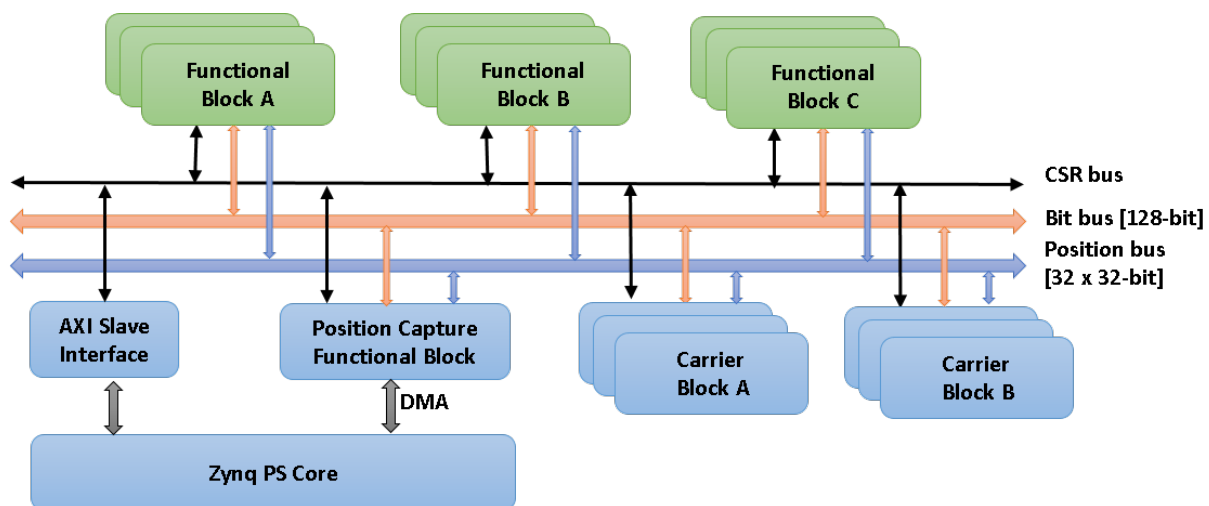 Functional
Block A
Functional
Block B
Functional
Block C
CSR bus
Bit bus [128-bit]
Position bus
[32 x 32-bit]
AXI Slave
Interface
Position Capture
Functional Block
Carrier
Block A
Carrier
Block B
DMA
Zynq PS Core